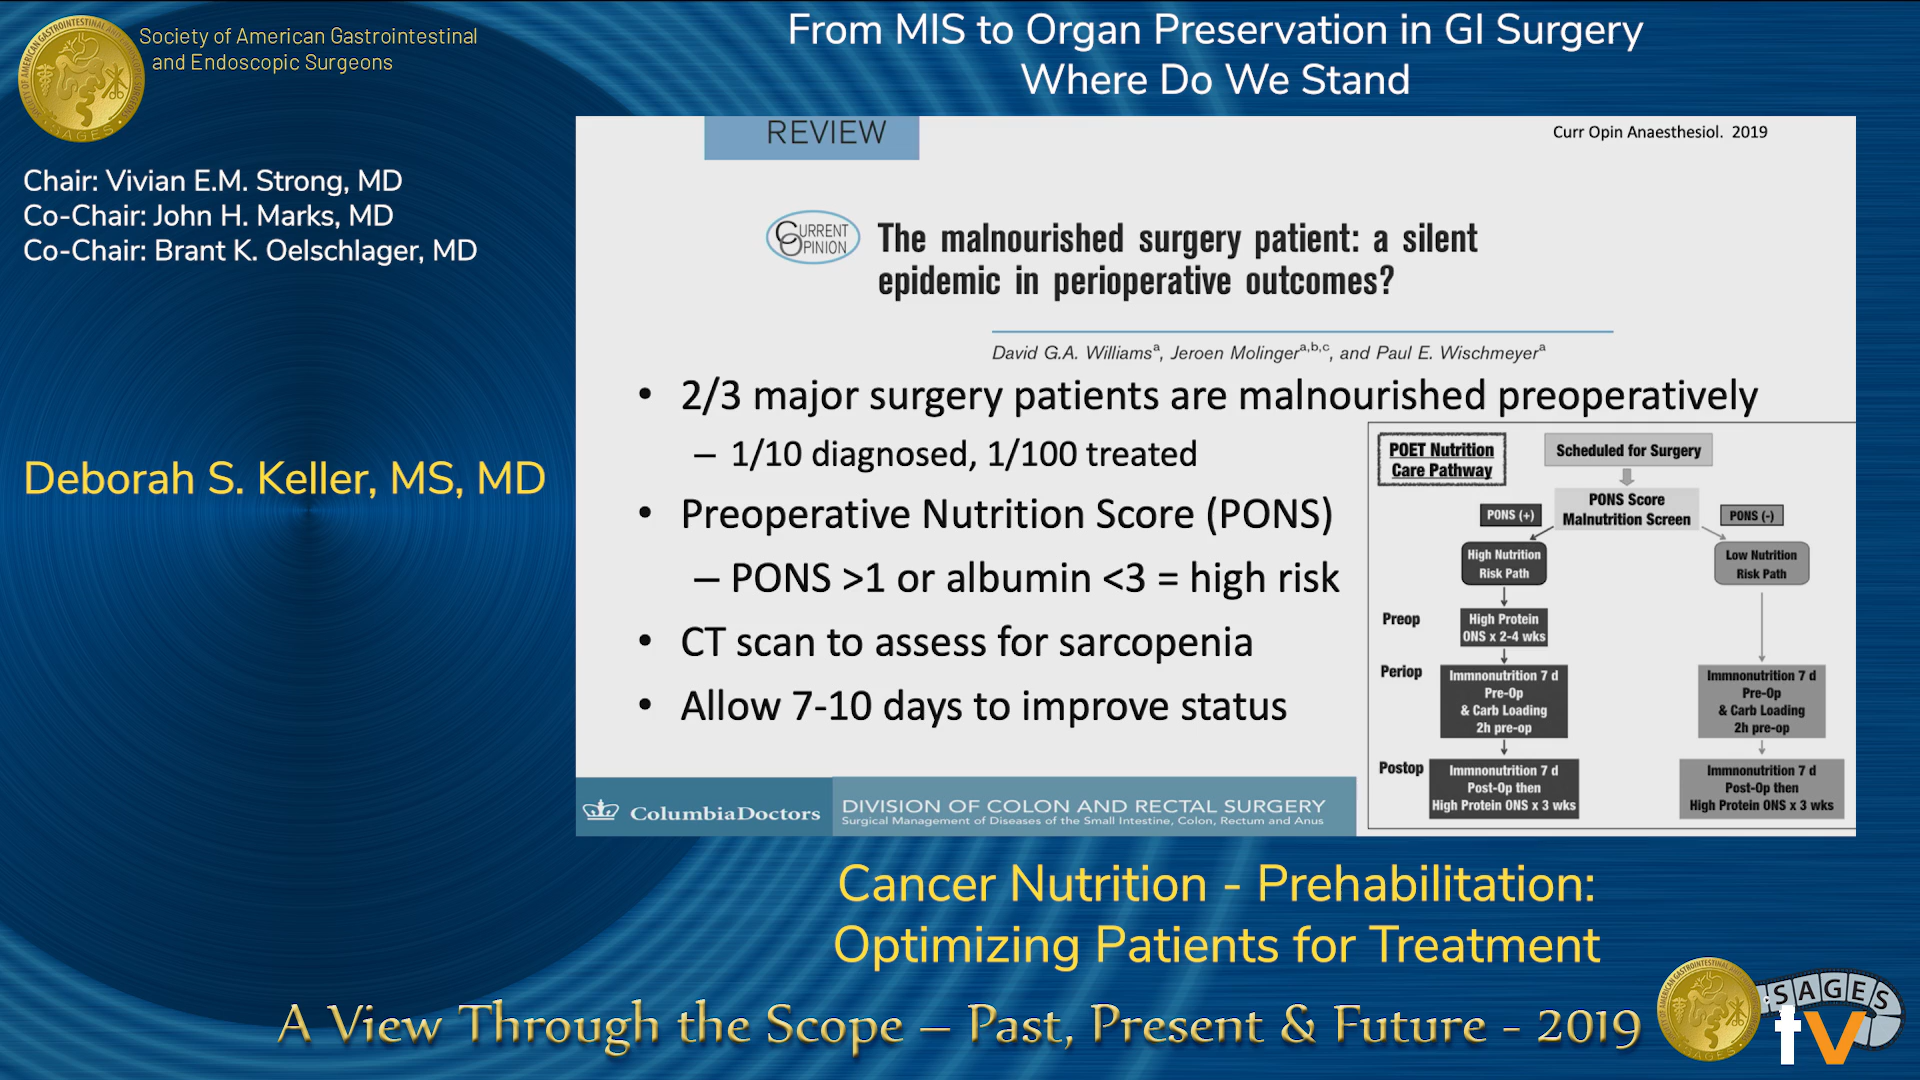 Society of American Gastrointestinal
and Endoscopic Surgeons
From MIS to Organ Preservation in GI Surgery
Where Do We Stand
Chair: Vivian E.M. Strong, MD
Co-Chair: John H. Marks, MD
Co-Chair: Brant K. Oelschlager, MD
Deborah S. Keller, MS, MD
REVIEW
Curr Opin Anaesthesiol. 2019
CURRENT
OPINION
The malnourished surgery patient: a silent
epidemic in perioperative outcomes?
David G.A. Williamsa, Jeroen Molingera,b,c, and Paul E. Wischmeyera
• 2/3 major surgery patients are malnourished preoperatively
– 1/10 diagnosed, 1/100 treated
• Preoperative Nutrition Score (PONS)
– PONS >1 or albumin <3 = high risk
• CT scan to assess for sarcopenia
• Allow 7-10 days to improve status
POET Nutrition
Care Pathway
Scheduled for Surgery
PONS Score
Malnutrition Screen
PONS (+)
PONS (-)
High Nutrition
Risk Path
Low Nutrition
Risk Path
Preop
High Protein
ONS x 2-4 wks
Periop
Immnonutrition 7 d
Pre-Op
& Carb Loading
2h pre-op
Immnonutrition 7 d
Pre-Op
& Carb Loading
2h pre-op
Postop
Immnonutrition 7 d
Post-Op then
High Protein ONS x 3 wks
Immnonutrition 7 d
Post-Op then
High Protein ONS x 3 wks
ColumbiaDoctors
DIVISION OF COLON AND RECTAL SURGERY
Surgical Management of Diseases of the Small Intestine, Colon, Rectum and Anus
Cancer Nutrition - Prehabilitation:
Optimizing Patients for Treatment
A View Through the Scope – Past, Present & Future - 2019
SAGES
tv